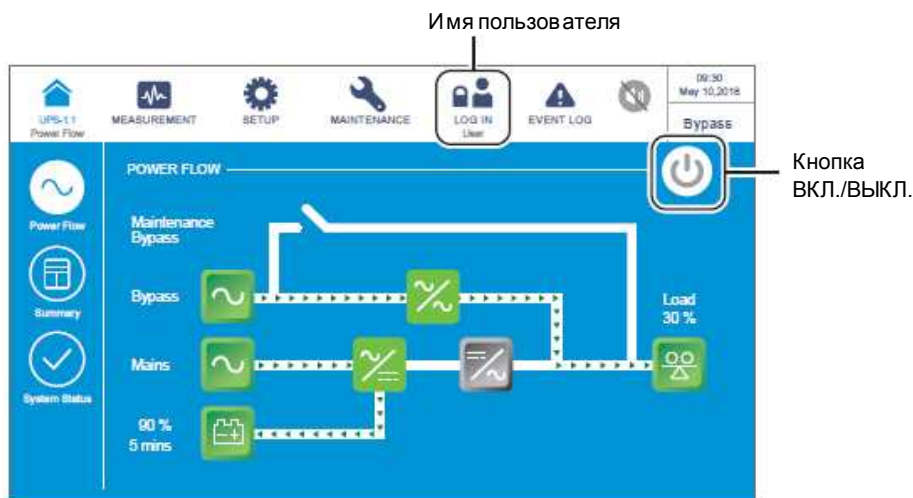 Имя пользователя
UPS-1.1
Power Flow
MEASUREMENT
SETUP
MAINTENANCE
LOG IN
User
EVENT LOG
09:30
May 10,2018
Bypass
Кнопка
ВКЛ./ВЫКЛ.
POWER FLOW
Power Flow
Summary
System Status
Maintenance
Bypass
Bypass
Load
30 %
Mains
90 %
5 mins